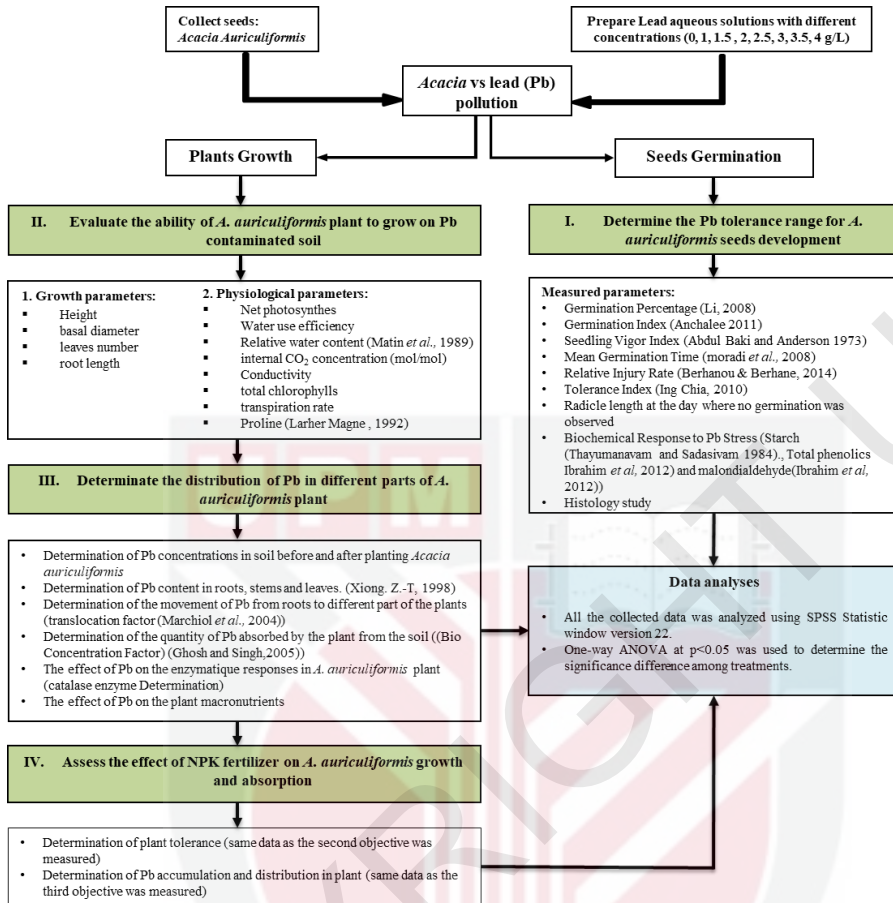 Collect seeds:
Acacia Auriculiformis
Prepare Lead aqueous solutions with different
concentrations (0, 1, 1.5 , 2, 2.5, 3, 3.5, 4 g/L)
Acacia vs lead (Pb)
pollution
Plants Growth
Seeds Germination
II. Evaluate the ability of A. auriculiformis plant to grow on Pb
contaminated soil
1. Growth parameters:
▪ Height
▪ basal diameter
▪ leaves number
▪ root length
2. Physiological parameters:
▪ Net photosynthes
▪ Water use efficiency
▪ Relative water content (Matin et al., 1989)
▪ internal CO2 concentration (mol/mol)
▪ Conductivity
▪ total chlorophylls
▪ transpiration rate
▪ Proline (Larher Magne , 1992)
III. Determinate the distribution of Pb in different parts of A.
auriculiformis plant
• Determination of Pb concentrations in soil before and after planting Acacia
auriculiformis
• Determination of Pb content in roots, stems and leaves. (Xiong. Z.-T, 1998)
• Determination of the movement of Pb from roots to different part of the plants
(translocation factor (Marchiol et al., 2004))
• Determination of the quantity of Pb absorbed by the plant from the soil ((Bio
Concentration Factor) (Ghosh and Singh,2005))
• The effect of Pb on the enzymatique responses in A. auriculiformis plant
(catalase enzyme Determination)
• The effect of Pb on the plant macronutrients
IV. Assess the effect of NPK fertilizer on A. auriculiformis growth
and absorption
• Determination of plant tolerance (same data as the second objective was
measured)
• Determination of Pb accumulation and distribution in plant (same data as the
third objective was measured)
I. Determine the Pb tolerance range for A.
auriculiformis seeds development
Measured parameters:
• Germination Percentage (Li, 2008)
• Germination Index (Anchalee 2011)
• Seedling Vigor Index (Abdul Baki and Anderson 1973)
• Mean Germination Time (moradi et al., 2008)
• Relative Injury Rate (Berhanou & Berhane, 2014)
• Tolerance Index (Ing Chia, 2010)
• Radicle length at the day where no germination was
observed
• Biochemical Response to Pb Stress (Starch
(Thayumanavam and Sadasivam 1984)., Total phenolics
Ibrahim et al, 2012) and malondialdehyde(Ibrahim et al,
2012))
• Histology study
Data analyses
• All the collected data was analyzed using SPSS Statistic
window version 22.
• One-way ANOVA at p<0.05 was used to determine the
significance difference among treatments.
UPM
YRIGHT U